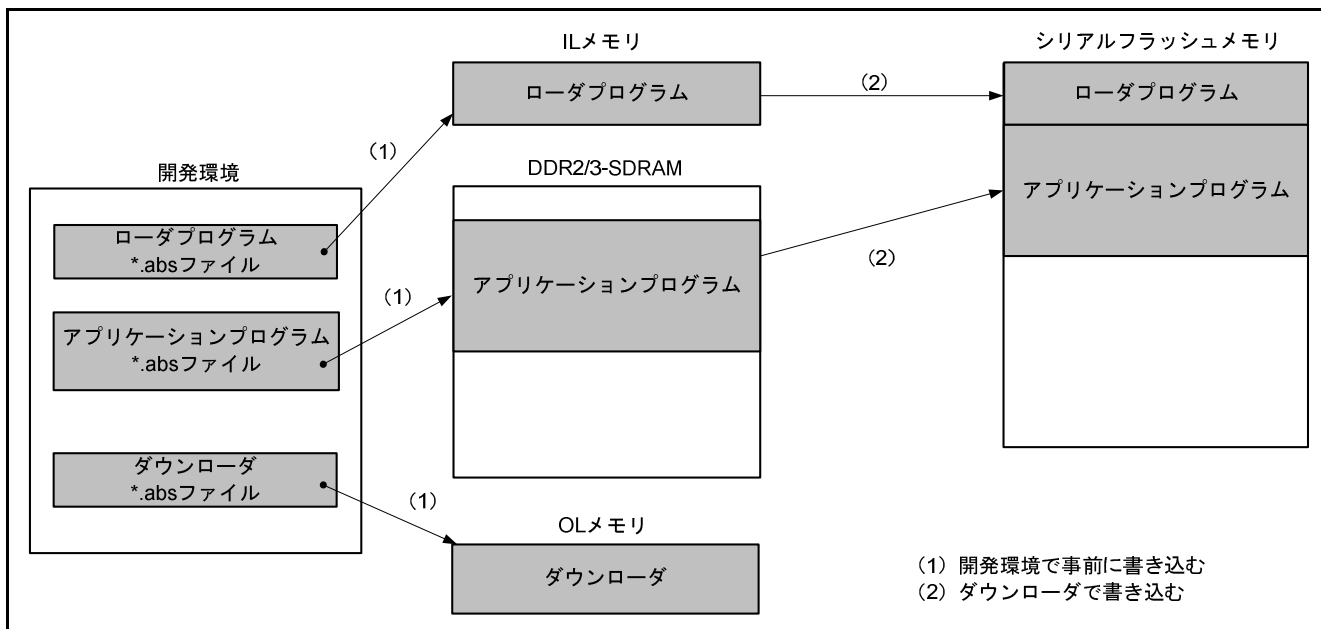 ILメモリ
シリアルフラッシュメモリ
ローダプログラム
(2)
ローダプログラム
(1)
開発環境
DDR2/3-SDRAM
アプリケーションプログラム
ローダプログラム
*.absファイル
(2)
アプリケーションプログラム
(1)
アプリケーションプログラム
*.absファイル
ダウンローダ
*.absファイル
(1)
OLメモリ
ダウンローダ
(1) 開発環境で事前に書き込む
(2) ダウンローダで書き込む